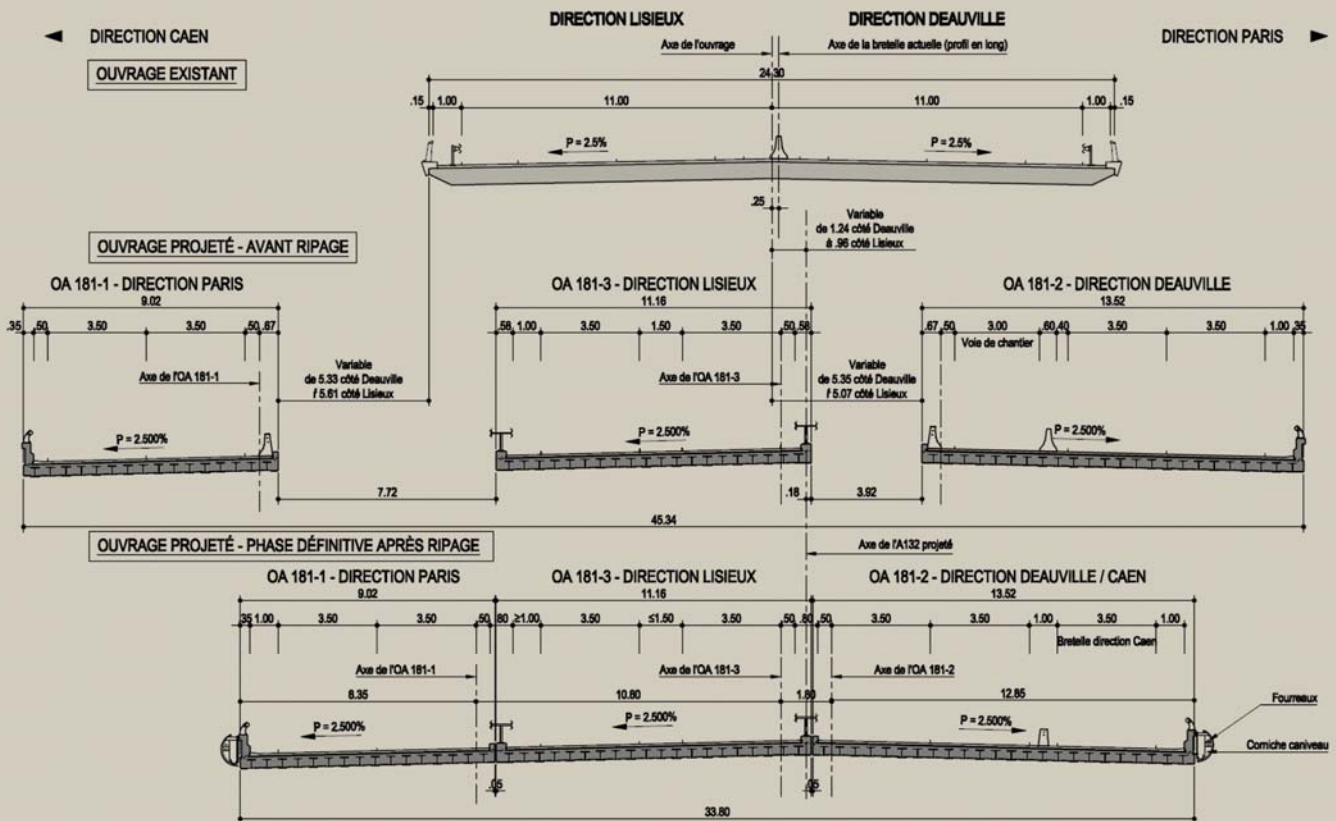 DIRECTION LISIEUX
DIRECTION DEAUVILLE
◄ DIRECTION CAEN
DIRECTION PARIS ►
Axe de l'ouvrage
Axe de la bretelle actuelle (profil en long)
OUVRAGE EXISTANT
24.30
.15 1.00 11.00 11.00 1.00 .15
P = 2.5%
P = 2.5%
.25
Variable
de 1.24 côté Deauville
à .96 côté Lisieux
OUVRAGE PROJETÉ - AVANT RIPAGE
OA 181-1 - DIRECTION PARIS
OA 181-3 - DIRECTION LISIEUX
OA 181-2 - DIRECTION DEAUVILLE
9.02
11.16
13.52
.35 .50 3.50 3.50 .50 .67
.58 1.00 3.50 1.50 3.50 .50 .58
.67 .50 3.00 .60 .40 3.50 3.50 1.00 .35
Voie de chantier
Axe de l'OA 181-1
Variable
de 5.33 côté Deauville
f 5.61 côté Lisieux
Axe de l'OA 181-3
Variable
de 5.35 côté Deauville
f 5.07 côté Lisieux
P = 2.500%
P = 2.500%
P = 2.500%
7.72
.18
3.92
45.34
OUVRAGE PROJETÉ - PHASE DÉFINITIVE APRÈS RIPAGE
Axe de l'A132 projeté
OA 181-1 - DIRECTION PARIS
OA 181-3 - DIRECTION LISIEUX
OA 181-2 - DIRECTION DEAUVILLE / CAEN
9.02
11.16
13.52
.35 1.00 3.50 3.50 .50 .80 ≥1.00 3.50 ≤1.50 3.50 .50 .80 .50 3.50 3.50 1.00 3.50 1.00
Bretelle direction Caen
Axe de l'OA 181-1
Axe de l'OA 181-3
Axe de l'OA 181-2
8.35
10.80
1.80
12.85
Fourreaux
P = 2.500%
P = 2.500%
P = 2.500%
Corniche caniveau
.05
.05
33.80